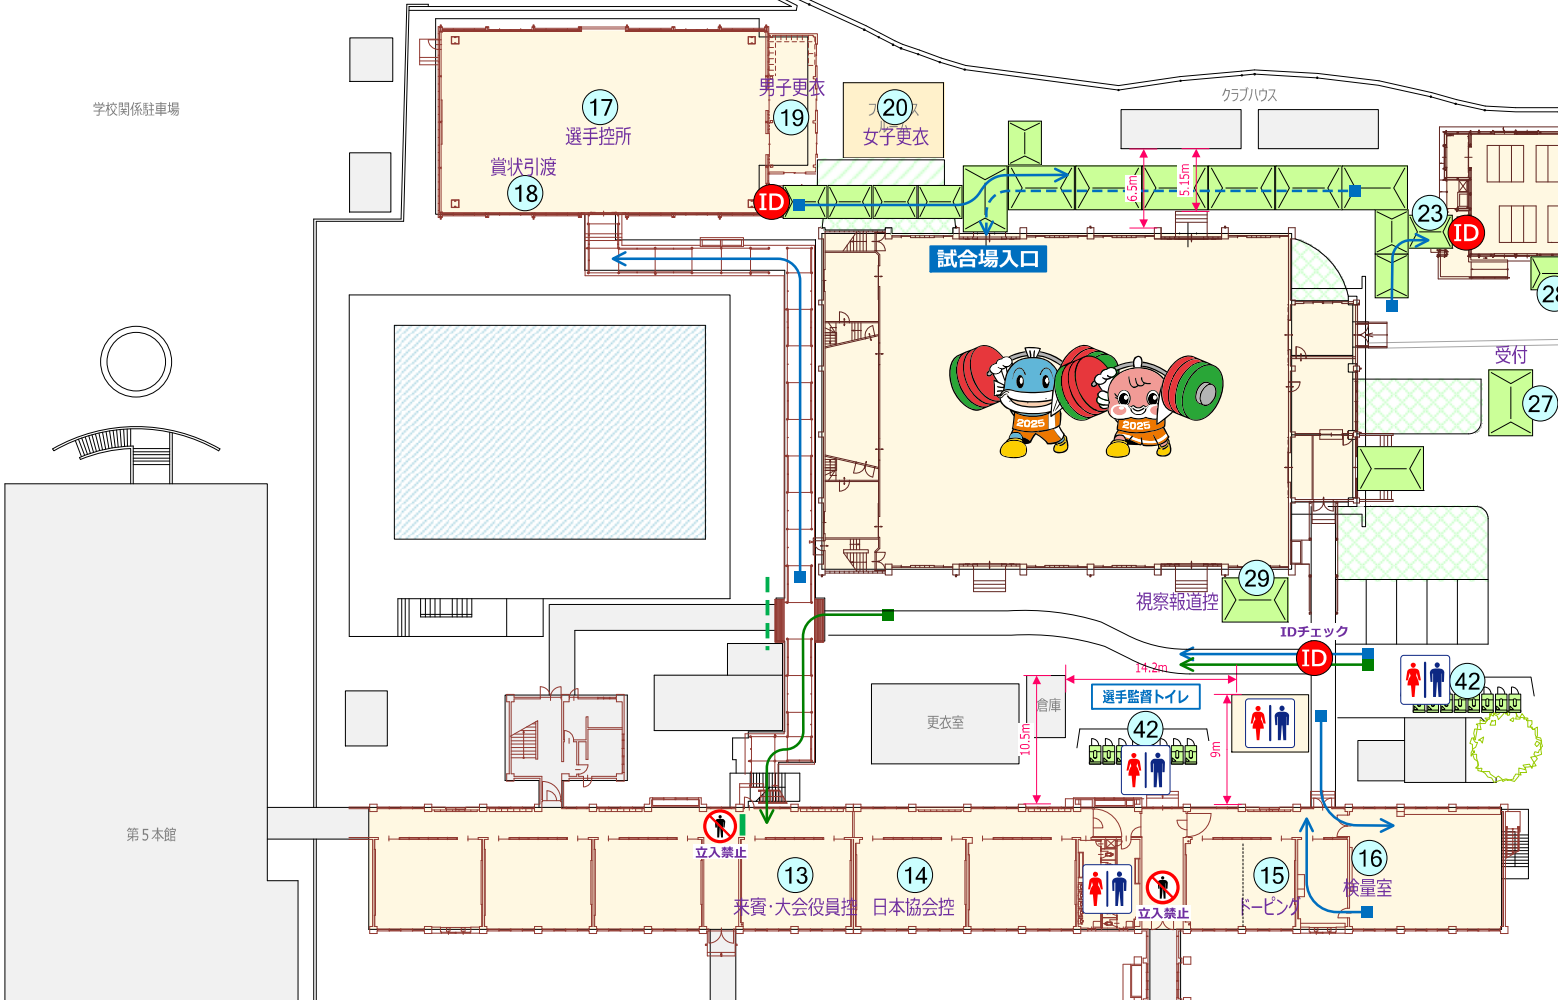 クラブハウス
男子更衣
学校関係駐車場
17
19
20
選手控所
女子更衣
6.5m
5.15m
賞状引渡
18
ID
23
ID
試合場入口
28
受付
27
2025
2025
29
視察報道控
IDチェック
ID
14.2m
42
選手監督トイレ
倉庫
更衣室
42
10.5m
9m
第5本館
立入禁止
13
14
15
16
来賓・大会役員控
日本協会控
ドーピング
検量室
立入禁止